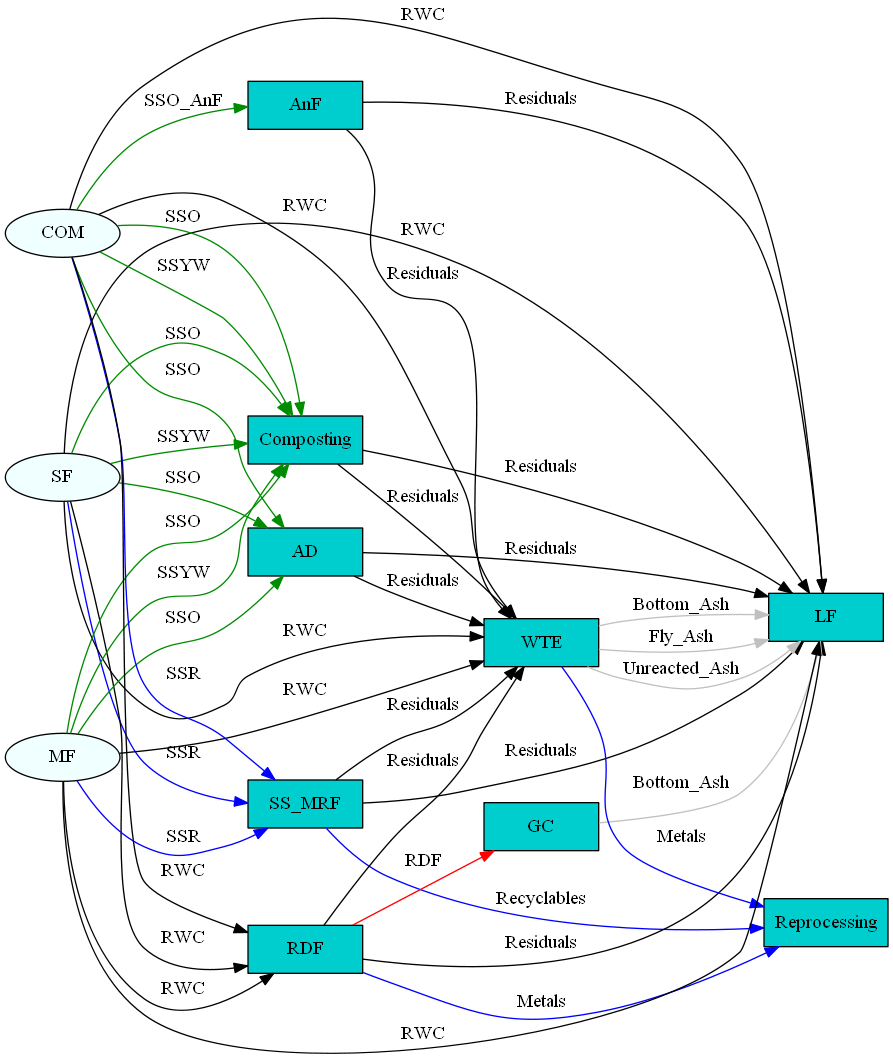 RWC
SSO_AnF
AnF
Residuals
RWC
SSO
COM
RWC
SSYW
Residuals
SSO
SSO
SSYW
Composting
Residuals
SF
SSO
Residuals
SSO
AD
Residuals
SSYW
Residuals
Bottom_Ash
SSO
LF
RWC
WTE
Fly_Ash
SSR
Unreacted_Ash
RWC
Residuals
MF
SSR
Residuals
Residuals
Bottom_Ash
SS_MRF
GC
SSR
Metals
RDF
RWC
Recyclables
Reprocessing
RWC
RDF
Residuals
RWC
Metals
RWC